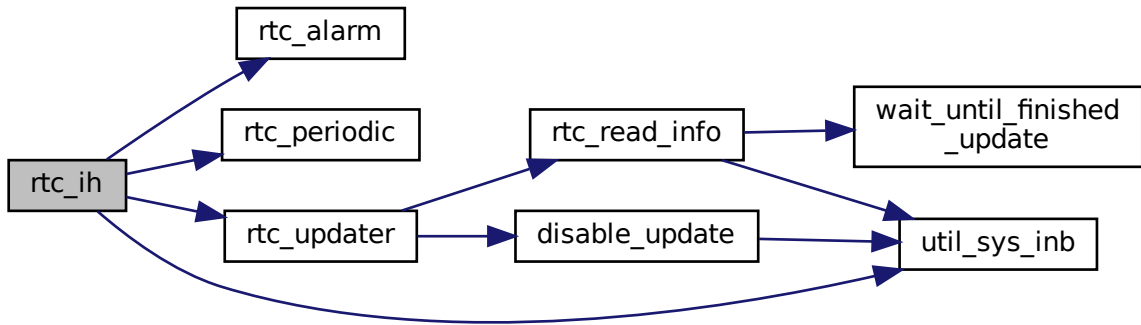 rtc_alarm
rtc_periodic
rtc_read_info
wait_until_finished
_update
rtc_ih
rtc_updater
disable_update
util_sys_inb